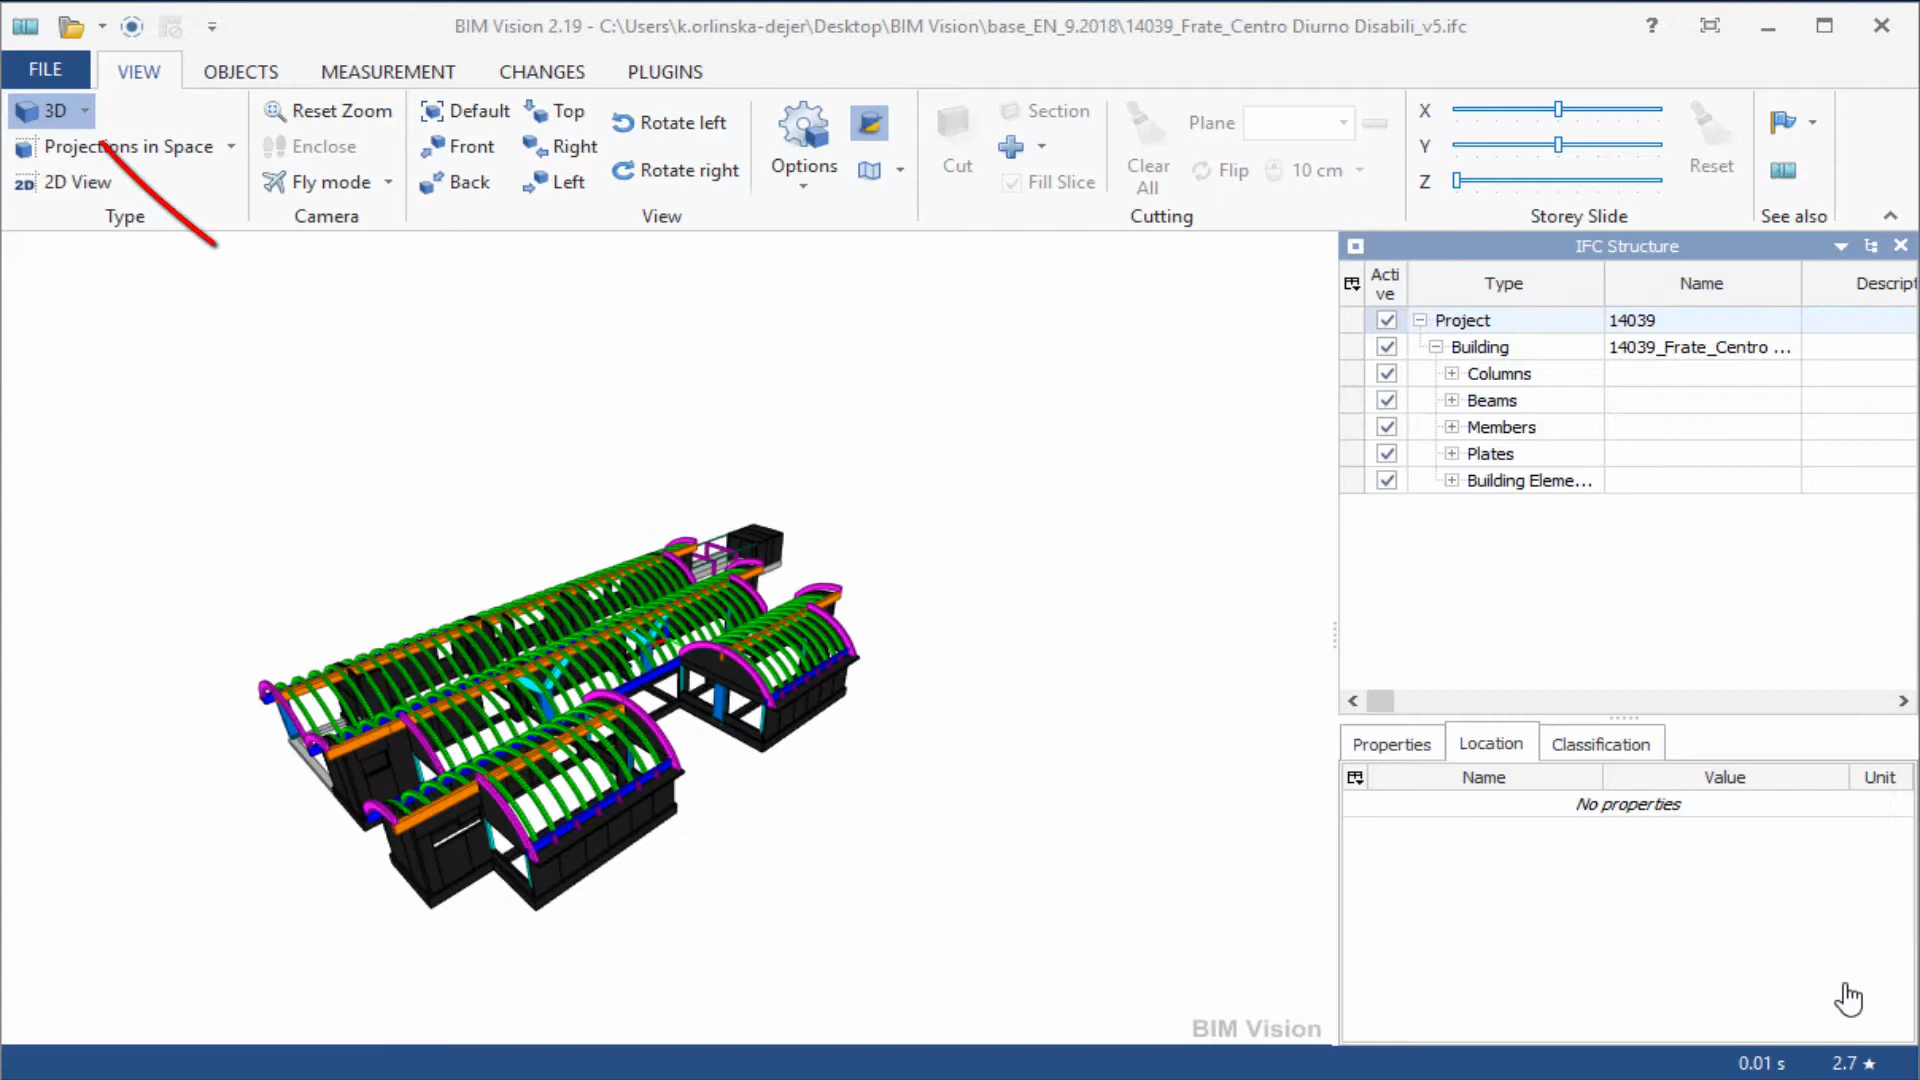 BIM Vision 2.19 - C:\Users\k.orlinska-dejer\Desktop\BIM Vision\base_EN_9.2018\14039_Frate_Centro Diurno Disabili_v5.ifc
?
FILE
VIEW
OBJECTS
MEASUREMENT
CHANGES
PLUGINS
3D
Projections in Space
2D 2D View
Type
Reset Zoom
Enclose
Fly mode
Camera
Default
Top
Front
Right
Back
Left
Rotate left
Rotate right
View
Options
Cut
Section
Fill Slice
Clear
All
Plane
Flip
10 cm
Cutting
X
Y
Z
Reset
Storey Slide
See also
IFC Structure
Acti
ve
Type
Name
Descript
Project
14039
Building
14039_Frate_Centro ...
Columns
Beams
Members
Plates
Building Eleme...
Properties
Location
Classification
Name
Value
Unit
No properties
BIM Vision
0.01 s
2.7 ★